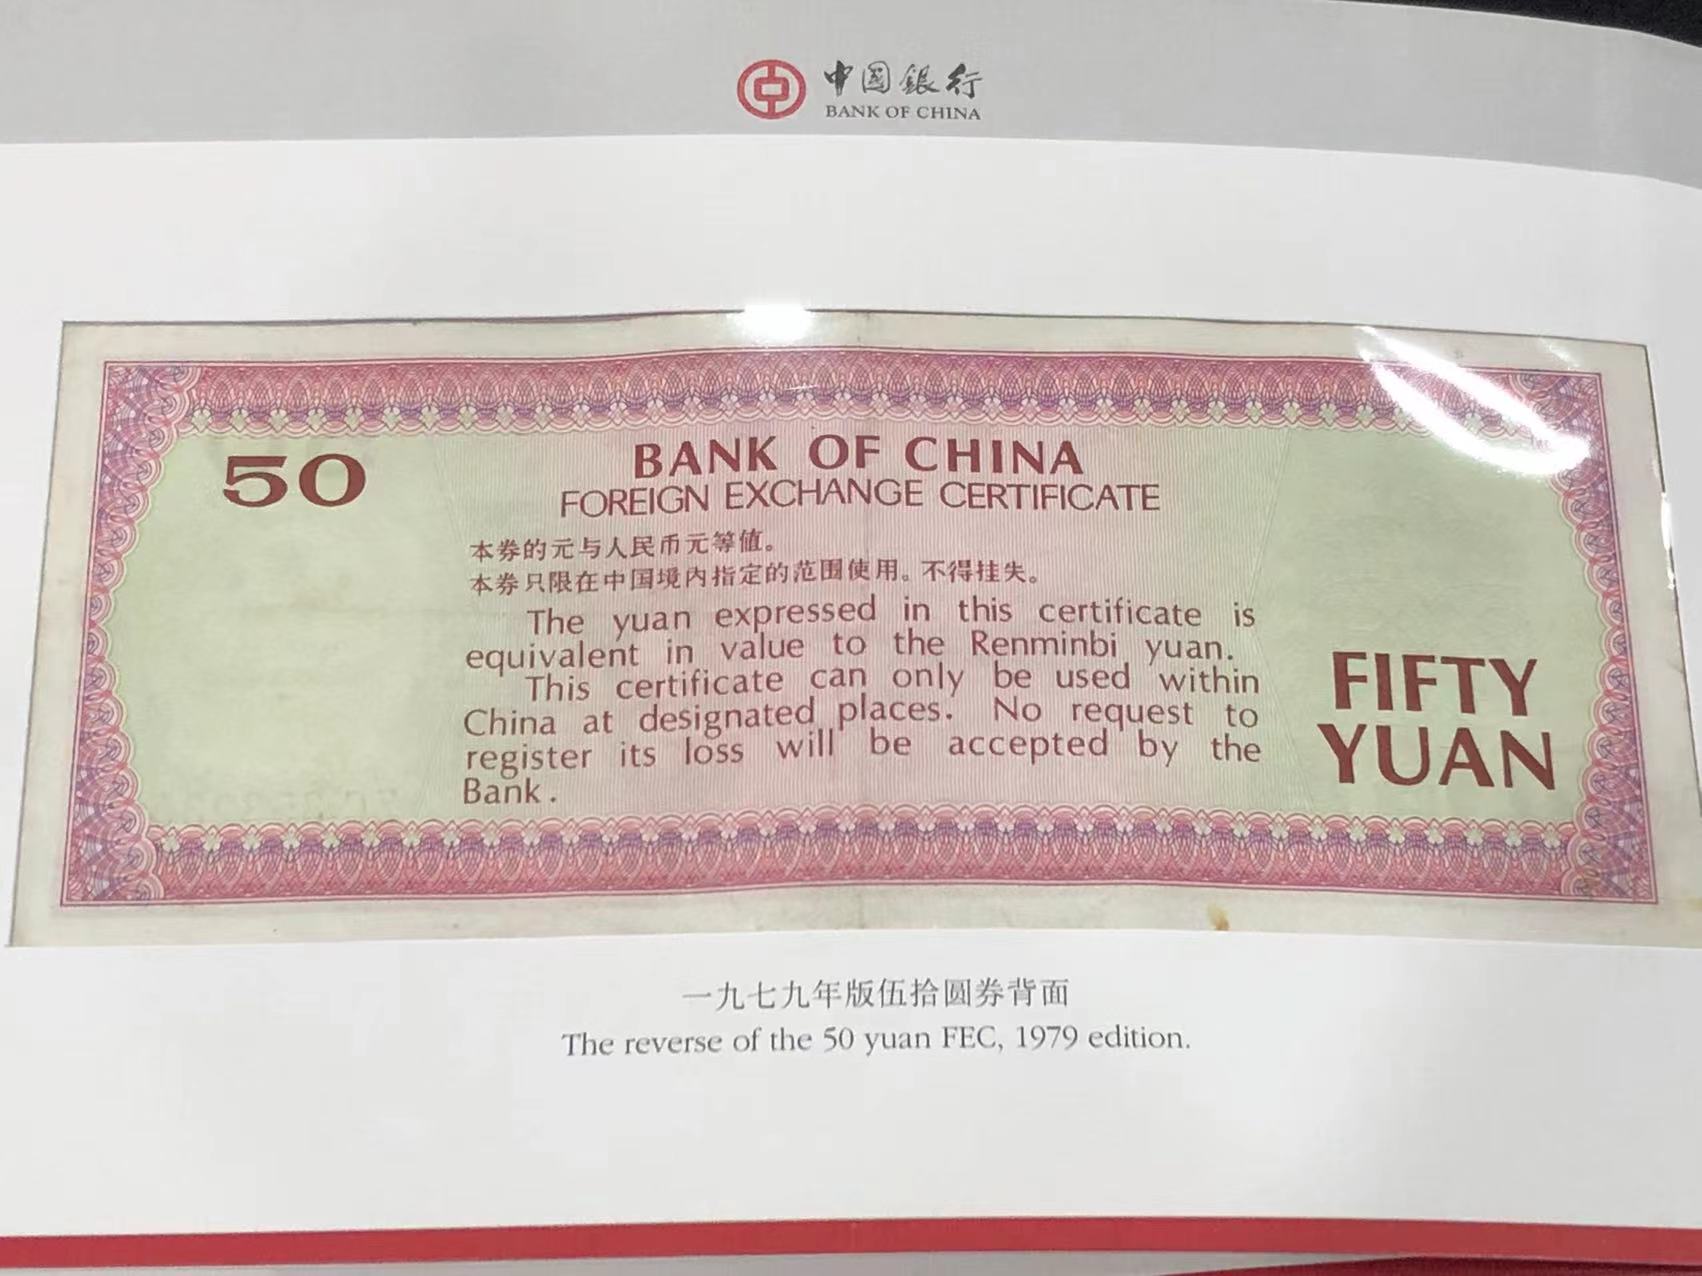 中国銀行
BANK OF CHINA
50
BANK OF CHINA
FOREIGN EXCHANGE CERTIFICATE
本券的元与人民币元等值。
本券只限在中国境内指定的范围使用。不得挂失。
The yuan expressed in this certificate is
equivalent in value to the Renminbi yuan.
This certificate can only be used within
China at designated places. No request to
register its loss will be accepted by the
Bank.
FIFTY
YUAN
一九七九年版伍拾圆券背面
The reverse of the 50 yuan FEC, 1979 edition.